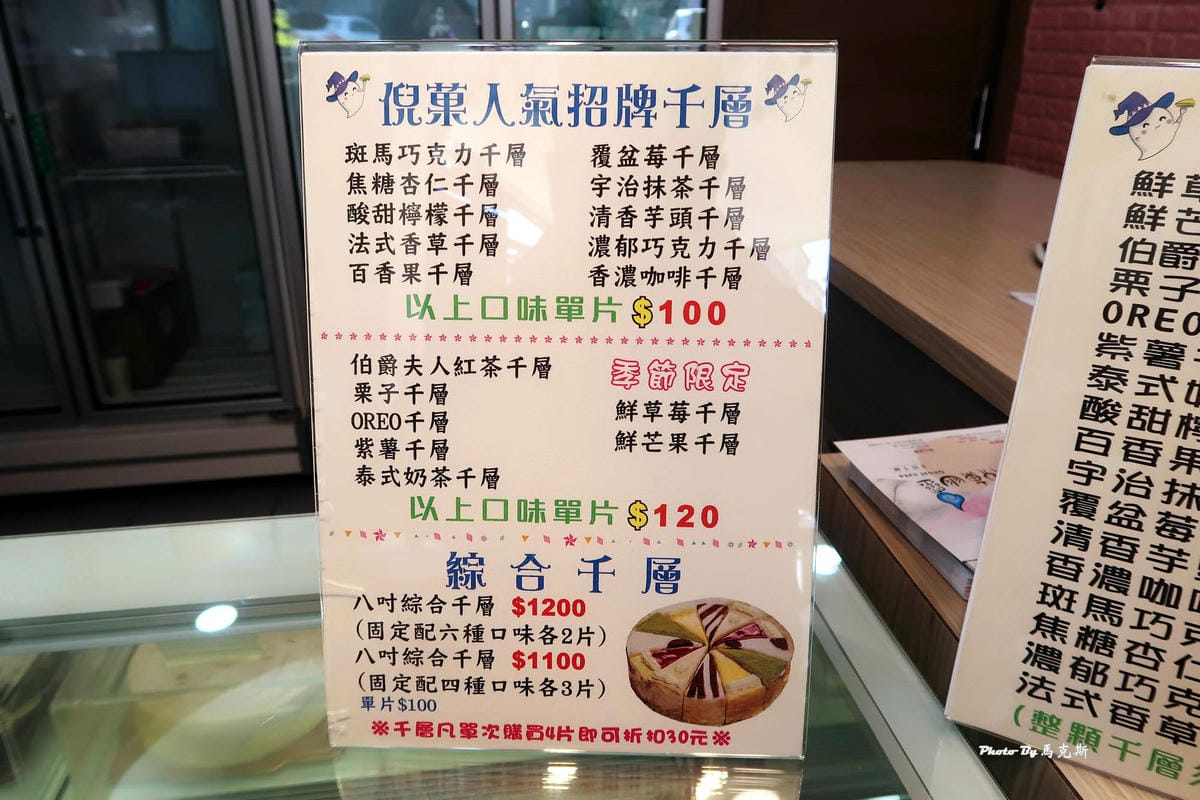 倪菓人氣招牌千層
斑馬巧克力千層
焦糖杏仁千層
酸甜檸檬千層
法式香草千層
百香果千層
覆盆莓千層
宇治抹茶千層
清香芋頭千層
濃郁巧克力千層
香濃咖啡千層
以上口味單片$100
伯爵夫人紅茶千層
栗子千層
OREO千層
紫薯千層
泰式奶茶千層
季節限定
鮮草莓千層
鮮芒果千層
以上口味單片$120
綜合千層
八吋綜合千層 $1200
(固定配六種口味各2片)
八吋綜合千層 $1100
(固定配四種口味各3片)
單片$100
※千層凡單次購買4片即可折扣30元※
鮮草
鮮芒
伯爵
栗子
OREO
紫薯
泰式奶
酸甜檸
百香果
宇治抹
覆盆莓
清香芋
香濃咖
斑馬巧克
焦糖杏仁
濃郁巧克
法式香草
(整顆千層
Photo By 馬克斯